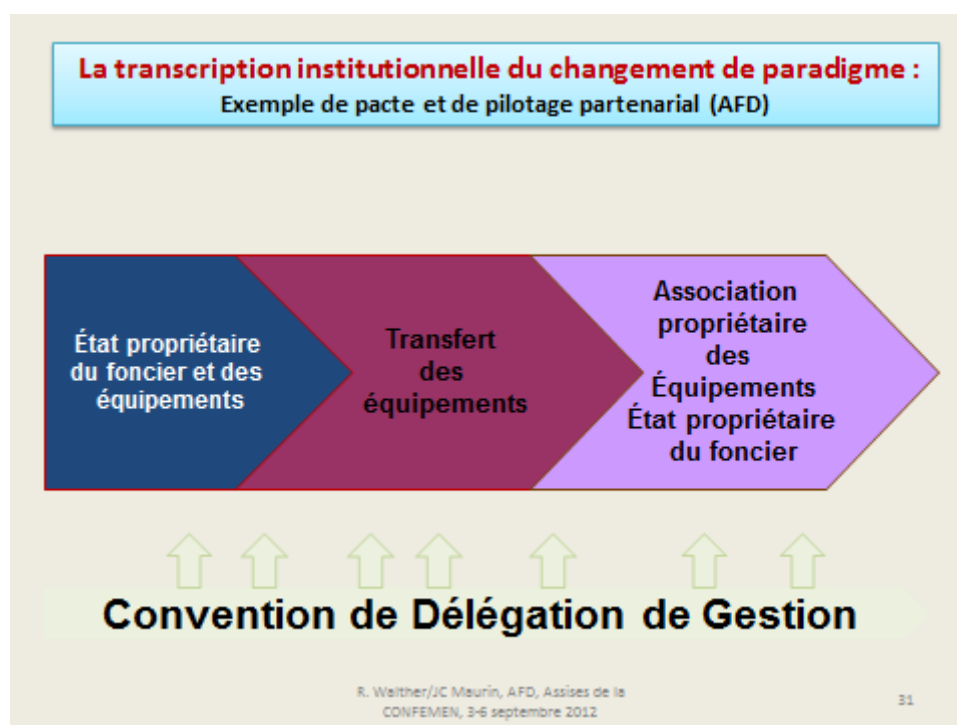 La transcription institutionnelle du changement de paradigme :
Exemple de pacte et de pilotage partenarial (AFD)
État propriétaire
du foncier et des
équipements
Transfert
des
équipements
Association
propriétaire
des
Équipements
État propriétaire
du foncier
Convention de Délégation de Gestion
R. Walther/JC Maurin, AFD, Assises de la
CONFEMEN, 3-6 septembre 2012
31